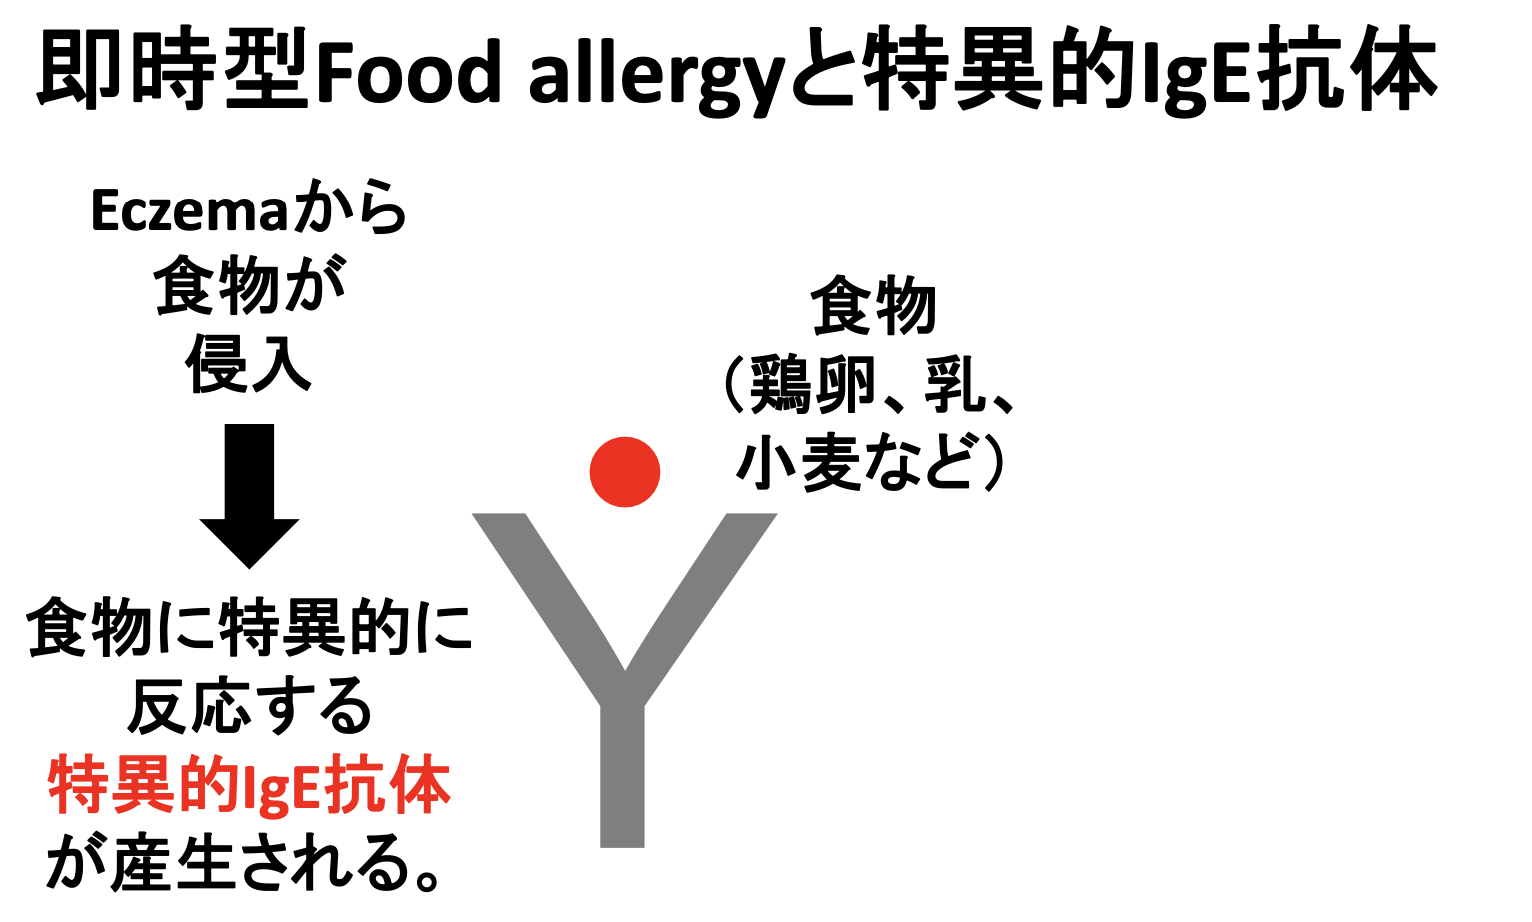 即時型Food allergyと特異的IgE抗体
Eczemaから
食物が
侵入
食物に特異的に
反応する
特異的IgE抗体
が産生される。
食物
（鶏卵、乳、
小麦など）